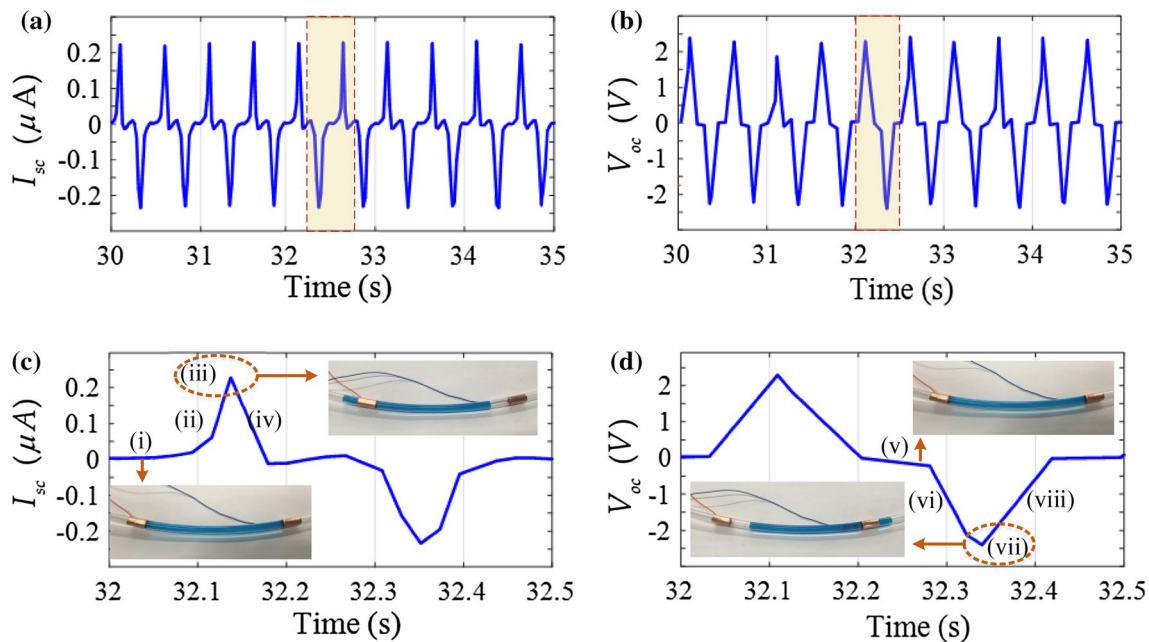 (a)
I_sc (μA)
0.2
0.1
0
-0.1
-0.2
30 31 32 33 34 35
Time (s)
(b)
V_oc (V)
2
1
0
-1
-2
30 31 32 33 34 35
Time (s)
(c)
I_sc (μA)
0.2
0.1
0
-0.1
-0.2
(i)
(ii)
(iii)
(iv)
32 32.1 32.2 32.3 32.4 32.5
Time (s)
(d)
V_oc (V)
2
1
0
-1
-2
(v)
(vi)
(vii)
(viii)
32 32.1 32.2 32.3 32.4 32.5
Time (s)